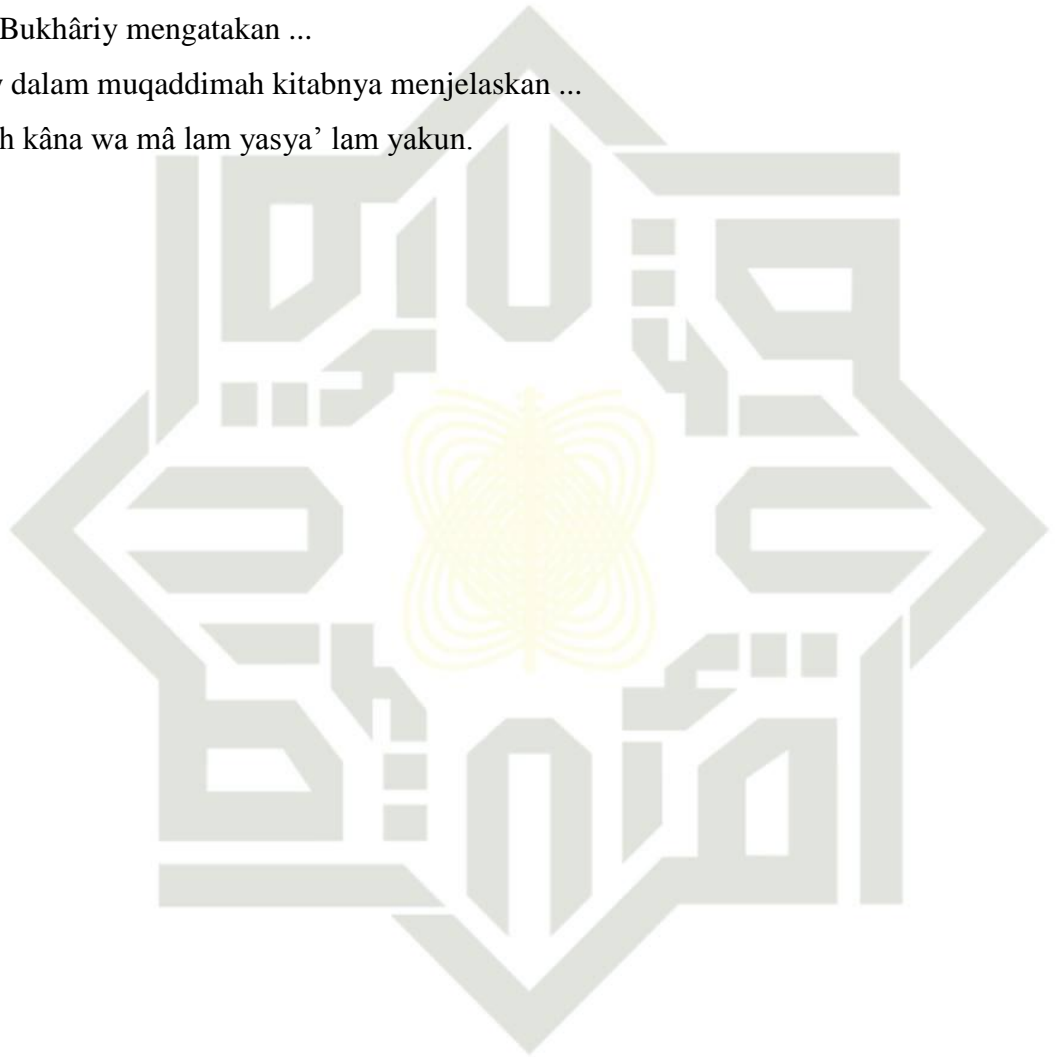 Bukhâriy mengatakan ...
dalam muqaddimah kitabnya menjelaskan ...
kâna wa mâ lam yasya’ lam yakun.